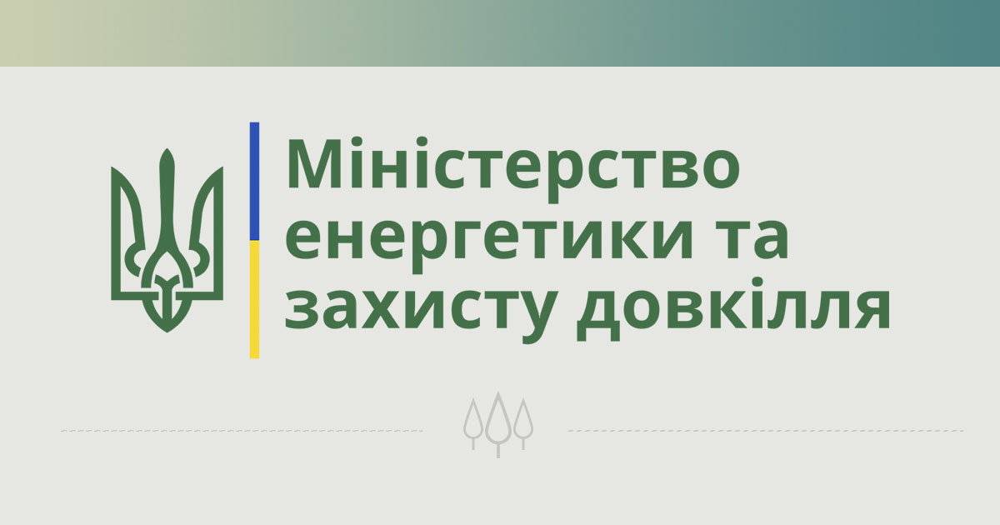 Міністерство
енергетики та
захисту довкілля